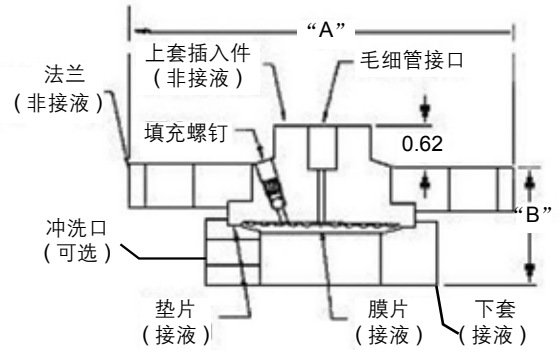 “A”
上套插入件
(非接液)
毛细管接口
法兰
(非接液)
填充螺钉
0.62
“B”
冲洗口
(可选)
垫片
(接液)
膜片
(接液)
下套
(接液)